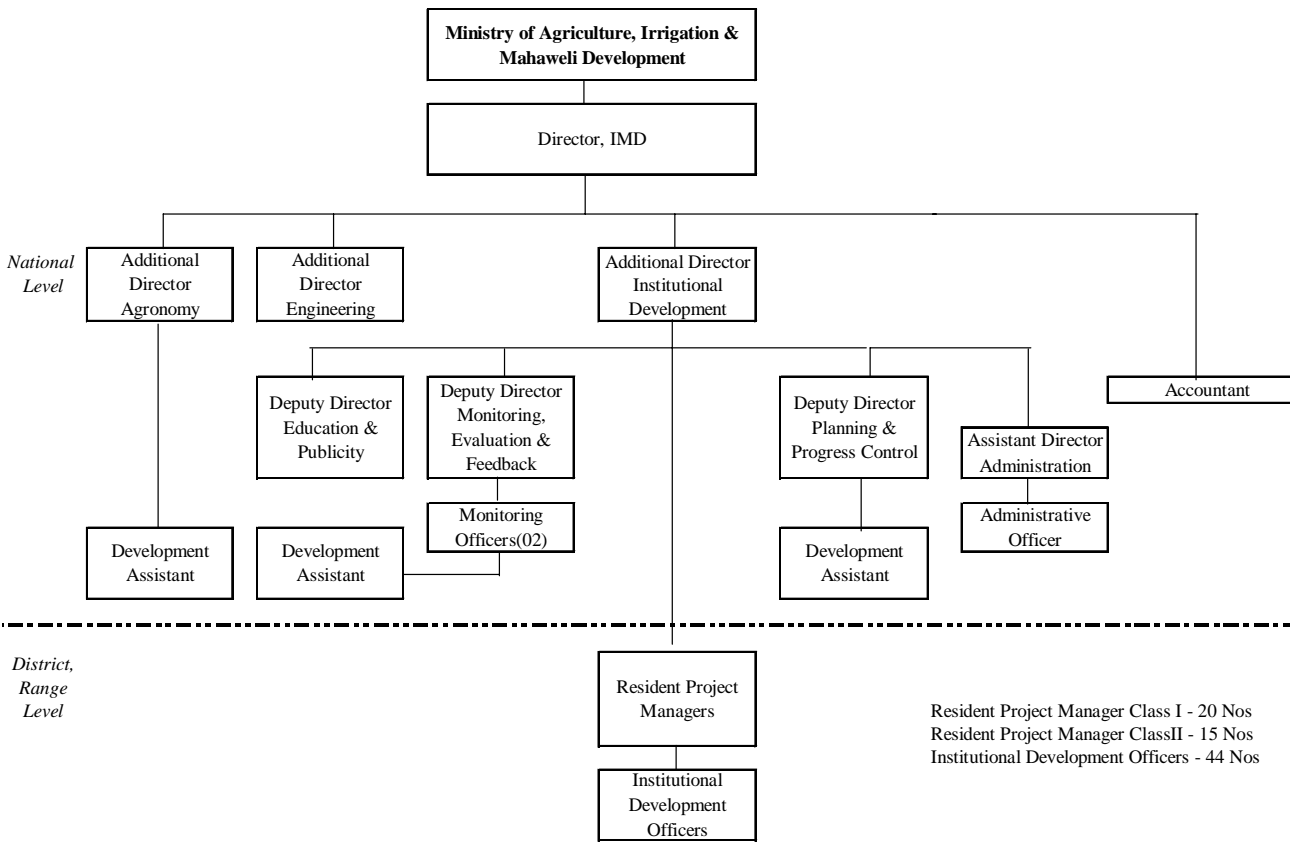 Ministry of Agriculture, Irrigation &
Mahaweli Development
Director, IMD
National
Level
Additional
Director
Agronomy
Additional
Director
Engineering
Additional Director
Institutional
Development
Deputy Director
Education &
Publicity
Deputy Director
Monitoring,
Evaluation &
Feedback
Deputy Director
Planning &
Progress Control
Assistant Director
Administration
Accountant
Monitoring
Officers(02)
Administrative
Officer
Development
Assistant
Development
Assistant
Development
Assistant
District,
Range
Level
Resident Project
Managers
Institutional
Development
Officers
Resident Project Manager Class I - 20 Nos
Resident Project Manager ClassII - 15 Nos
Institutional Development Officers - 44 Nos